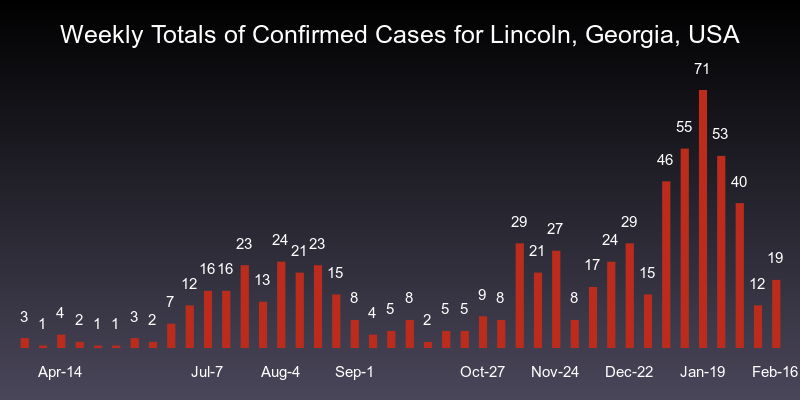 Weekly Totals of Confirmed Cases for Lincoln, Georgia, USA
3 1 4 2 1 1 3 2 7 12 16 16 23 13 24 21 23 15 8 4 5 8 2 5 5 9 8 29 21 27 8 17 24 29 15 46 55 71 53 40 12 19
Apr-14 Jul-7 Aug-4 Sep-1 Oct-27 Nov-24 Dec-22 Jan-19 Feb-16